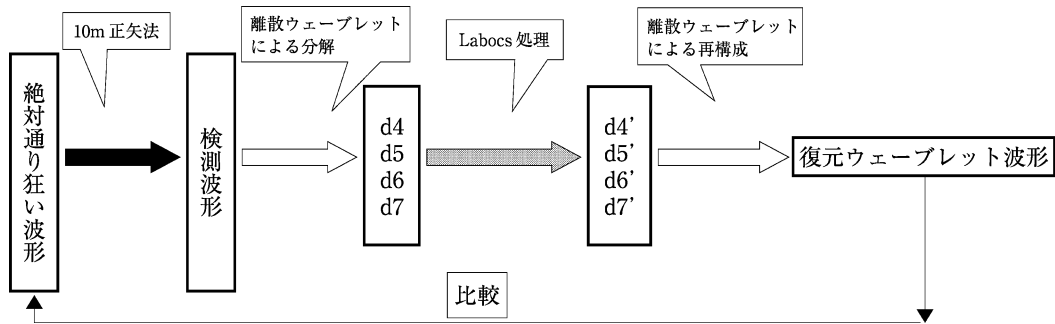 10m 正矢法
離散ウェーブレット
による分解
Labocs 処理
離散ウェーブレット
による再構成
絶対通り狂い波形
検測波形
d4
d5
d6
d7
d4’
d5’
d6’
d7’
復元ウェーブレット波形
比較